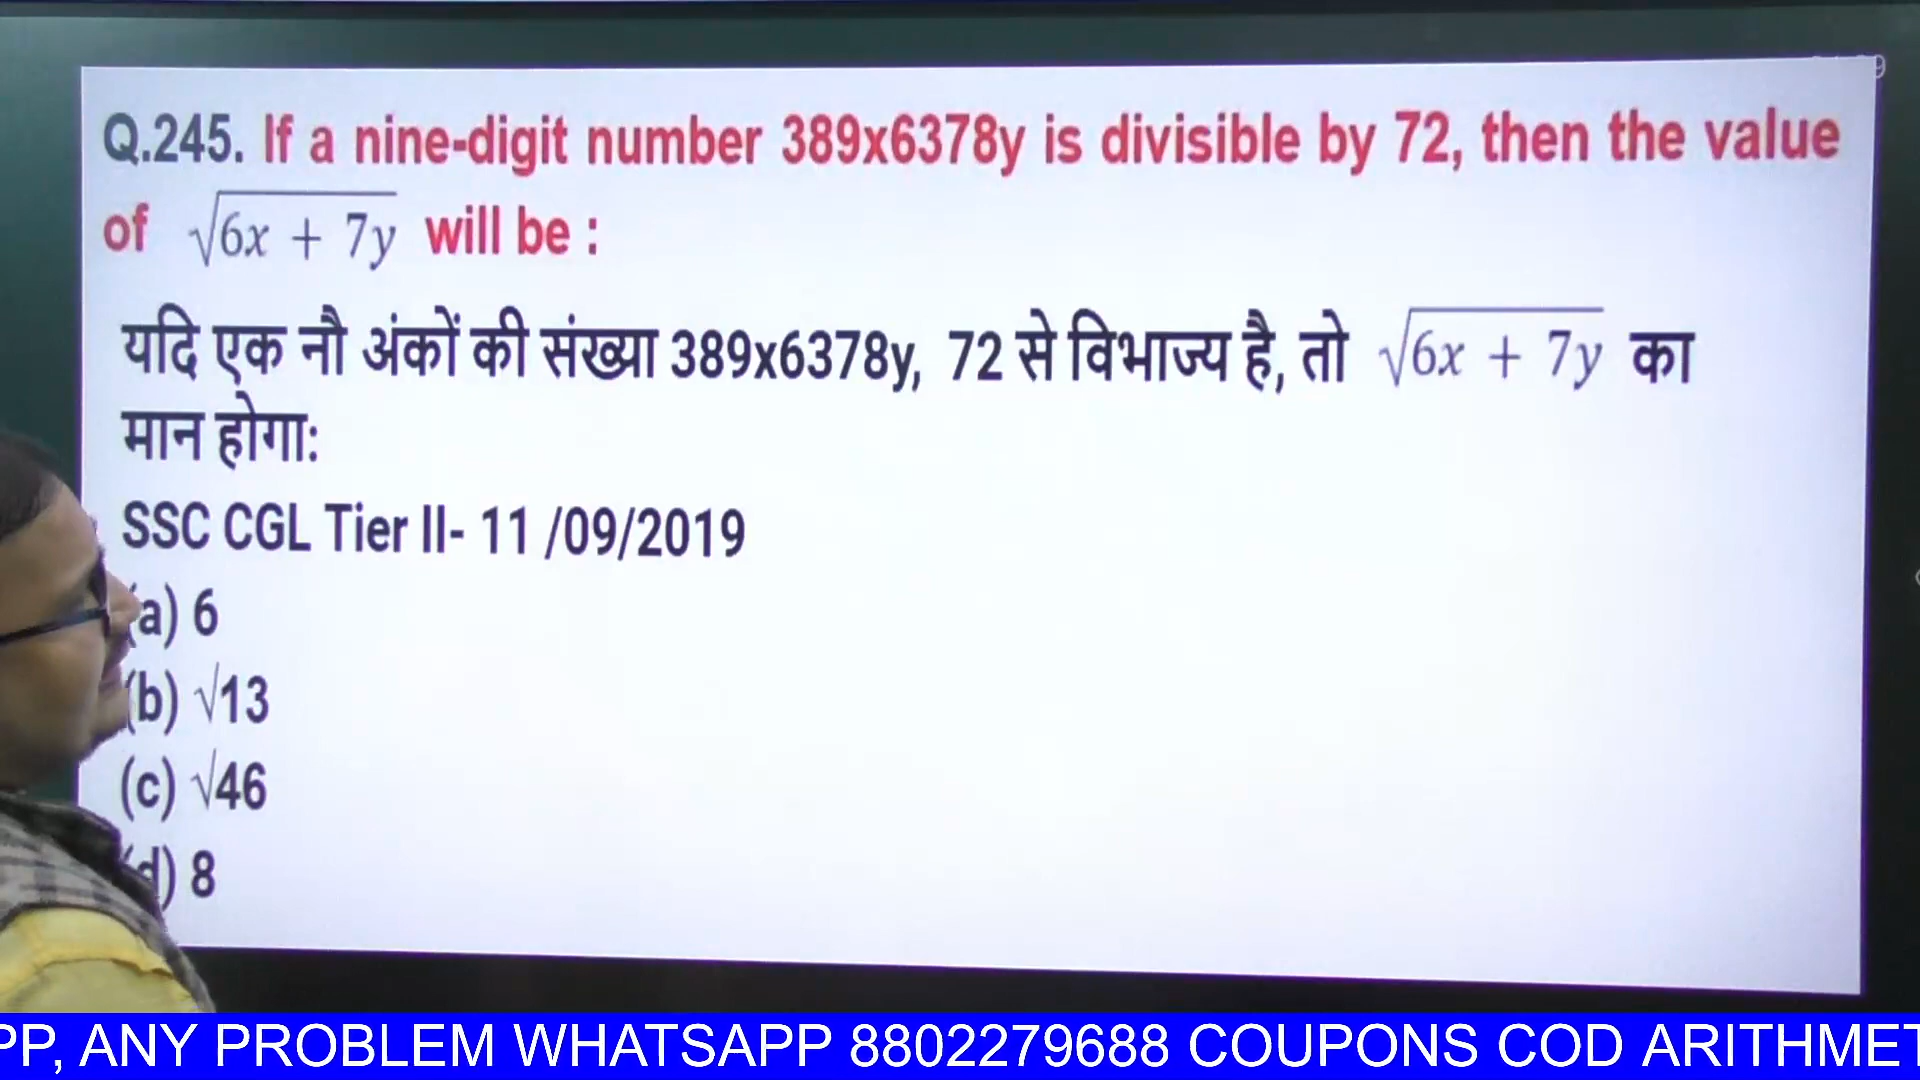 Q.245. If a nine-digit number 389x6378y is divisible by 72, then the value
of √6x + 7y will be :
यदि एक नौ अंकों की संख्या 389x6378y, 72 से विभाज्य है, तो √6x + 7y का
मान होगा:
SSC CGL Tier II- 11 /09/2019
(a) 6
(b) √13
(c) √46
(d) 8
PP, ANY PROBLEM WHATSAPP 8802279688 COUPONS COD ARITHMET